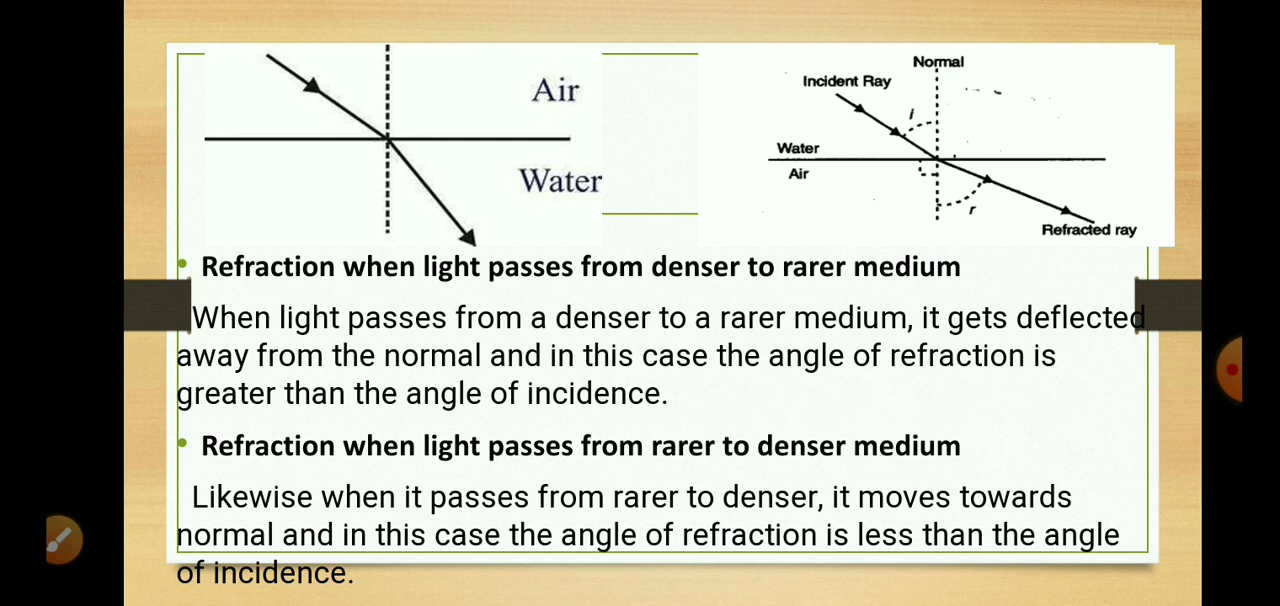 Air
Water
Normal
Incident Ray
i
Water
Air
r
Refracted ray
• Refraction when light passes from denser to rarer medium
When light passes from a denser to a rarer medium, it gets deflected
away from the normal and in this case the angle of refraction is
greater than the angle of incidence.
• Refraction when light passes from rarer to denser medium
Likewise when it passes from rarer to denser, it moves towards
normal and in this case the angle of refraction is less than the angle
of incidence.